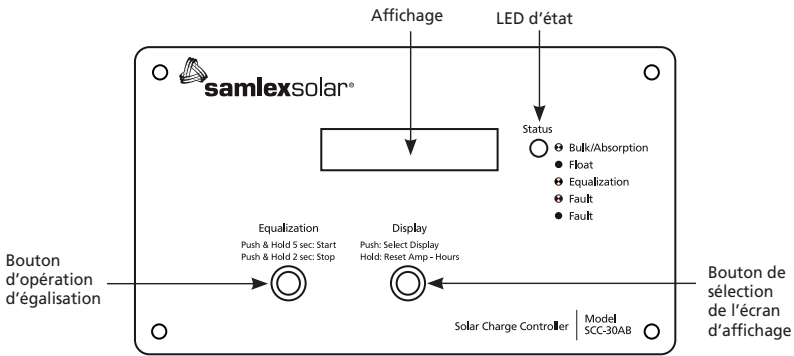 Affichage
LED d'état
samlexsolar®
Status
Bulk/Absorption
Float
Equalization
Fault
Fault
Equalization
Push & Hold 5 sec: Start
Push & Hold 2 sec: Stop
Display
Push: Select Display
Hold: Reset Amp - Hours
Bouton
d'opération
d'égalisation
Bouton de
sélection
de l'écran
d'affichage
Solar Charge Controller
Model
SCC-30AB